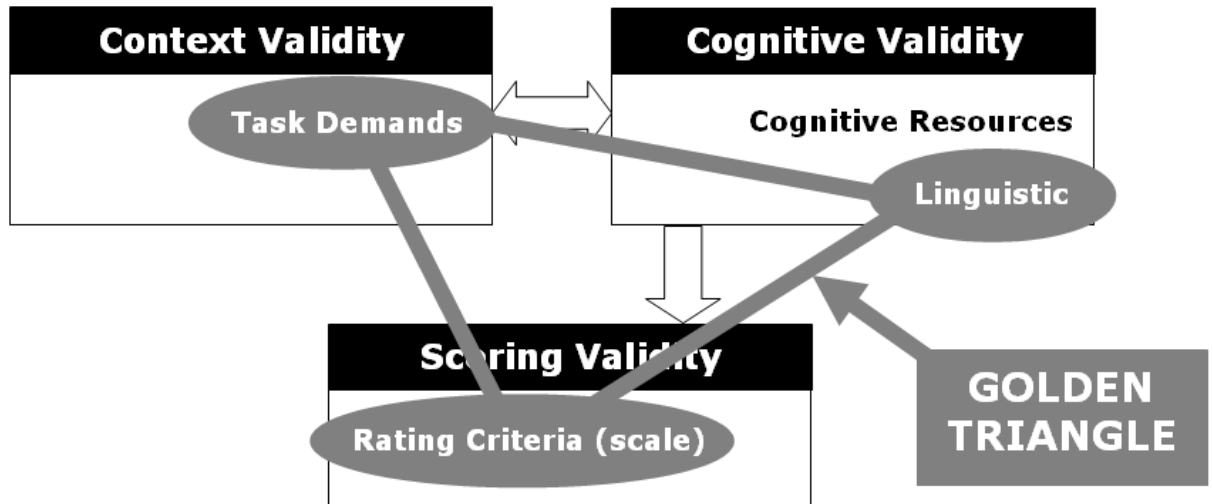 Context Validity
Cognitive Validity
Task Demands
Cognitive Resources
Linguistic
Scoring Validity
Rating Criteria (scale)
GOLDEN
TRIANGLE